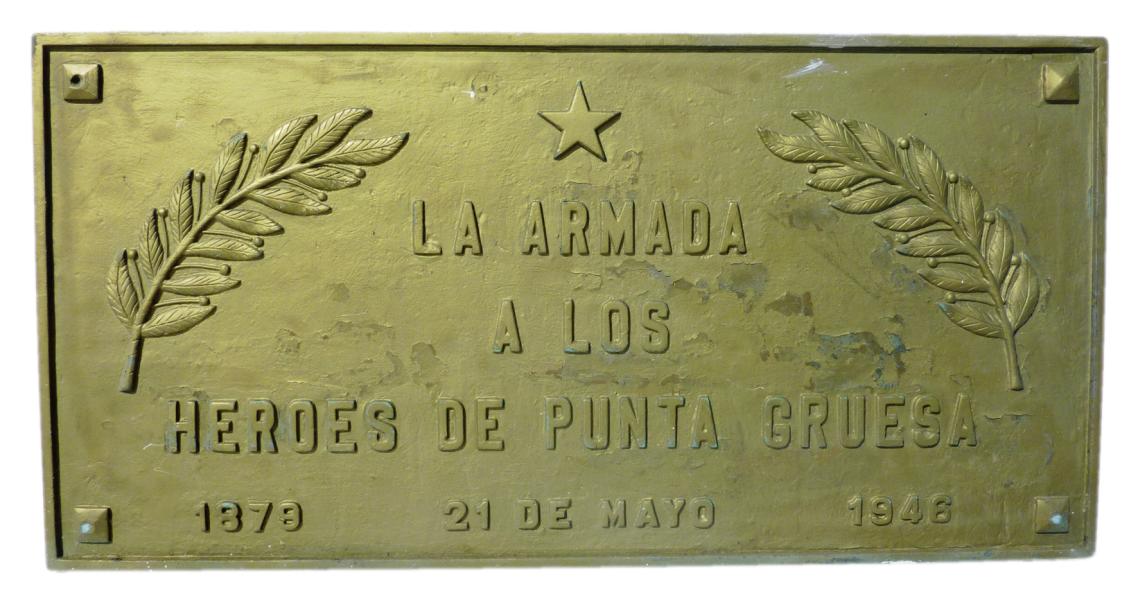 LA ARMADA
A LOS
HEROES DE PUNTA GRUESA
1879 21 DE MAYO 1946